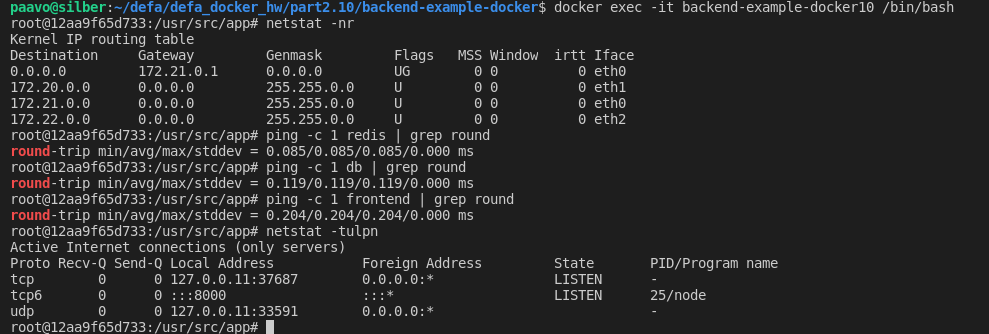 paavo@silber:~/defa/defa_docker_hw/part2.10/backend-example-docker$ docker exec -it backend-example-docker10 /bin/bash
root@12aa9f65d733:/usr/src/app# netstat -nr
Kernel IP routing table
Destination     Gateway         Genmask         Flags   MSS Window  irtt Iface
0.0.0.0         172.21.0.1      0.0.0.0         UG        0 0          0 eth0
172.20.0.0      0.0.0.0         255.255.0.0     U         0 0          0 eth1
172.21.0.0      0.0.0.0         255.255.0.0     U         0 0          0 eth0
172.22.0.0      0.0.0.0         255.255.0.0     U         0 0          0 eth2
root@12aa9f65d733:/usr/src/app# ping -c 1 redis | grep round
round-trip min/avg/max/stddev = 0.085/0.085/0.085/0.000 ms
root@12aa9f65d733:/usr/src/app# ping -c 1 db | grep round
round-trip min/avg/max/stddev = 0.119/0.119/0.119/0.000 ms
root@12aa9f65d733:/usr/src/app# ping -c 1 frontend | grep round
round-trip min/avg/max/stddev = 0.204/0.204/0.204/0.000 ms
root@12aa9f65d733:/usr/src/app# netstat -tulpn
Active Internet connections (only servers)
Proto Recv-Q Send-Q Local Address           Foreign Address         State       PID/Program name
tcp        0      0 127.0.0.11:37687        0.0.0.0:*               LISTEN      -
tcp6       0      0 :::8000                 :::*                    LISTEN      25/node
udp        0      0 127.0.0.11:33591        0.0.0.0:*                           -
root@12aa9f65d733:/usr/src/app#